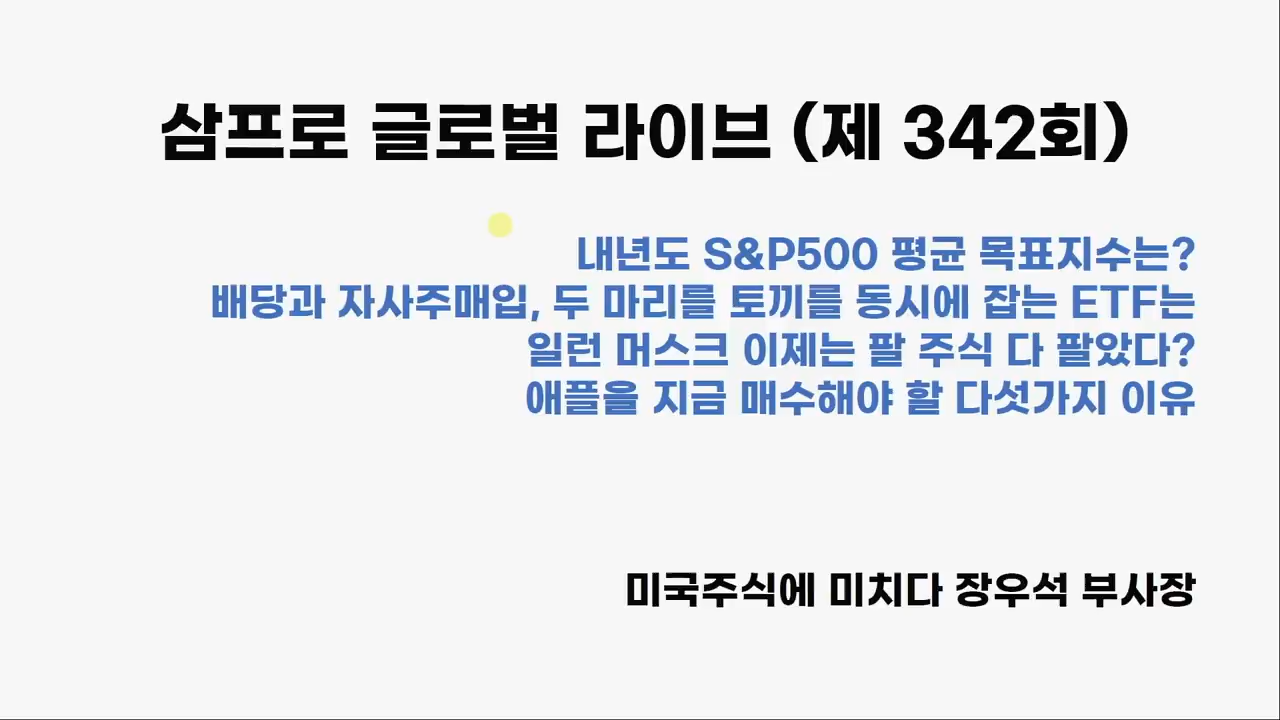 삼프로 글로벌 라이브 (제 342회)
내년도 S&P500 평균 목표지수는?
배당과 자사주매입, 두 마리를 토끼를 동시에 잡는 ETF는
일런 머스크 이제는 팔 주식 다 팔았다?
애플을 지금 매수해야 할 다섯가지 이유
미국주식에 미치다 장우석 부사장